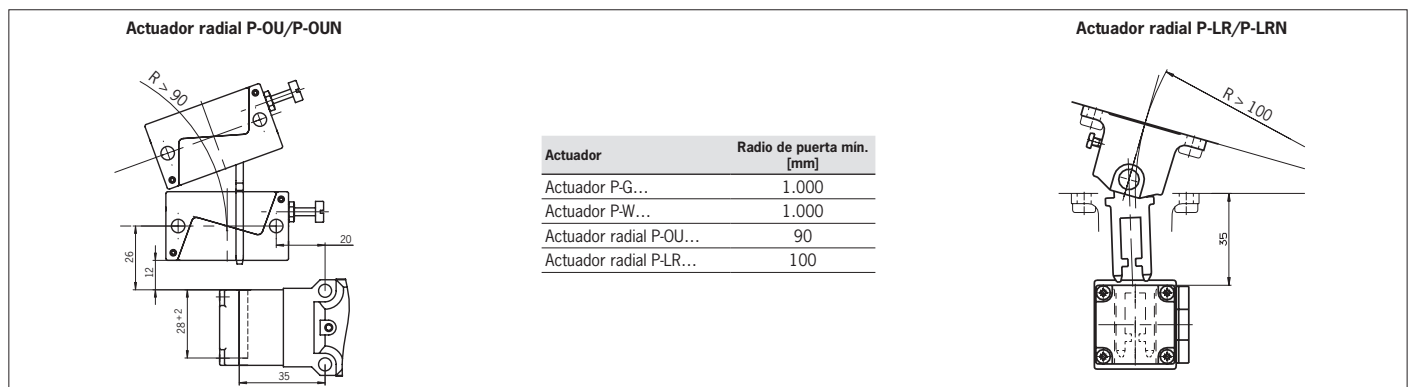 Actuador radial P-OU/P-OUN
R > 90
20
26
12
28+2
35
Actuador Radio de puerta mín. [mm]
Actuador P-G… 1.000
Actuador P-W… 1.000
Actuador radial P-OU… 90
Actuador radial P-LR… 100
Actuador radial P-LR/P-LRN
R > 100
35